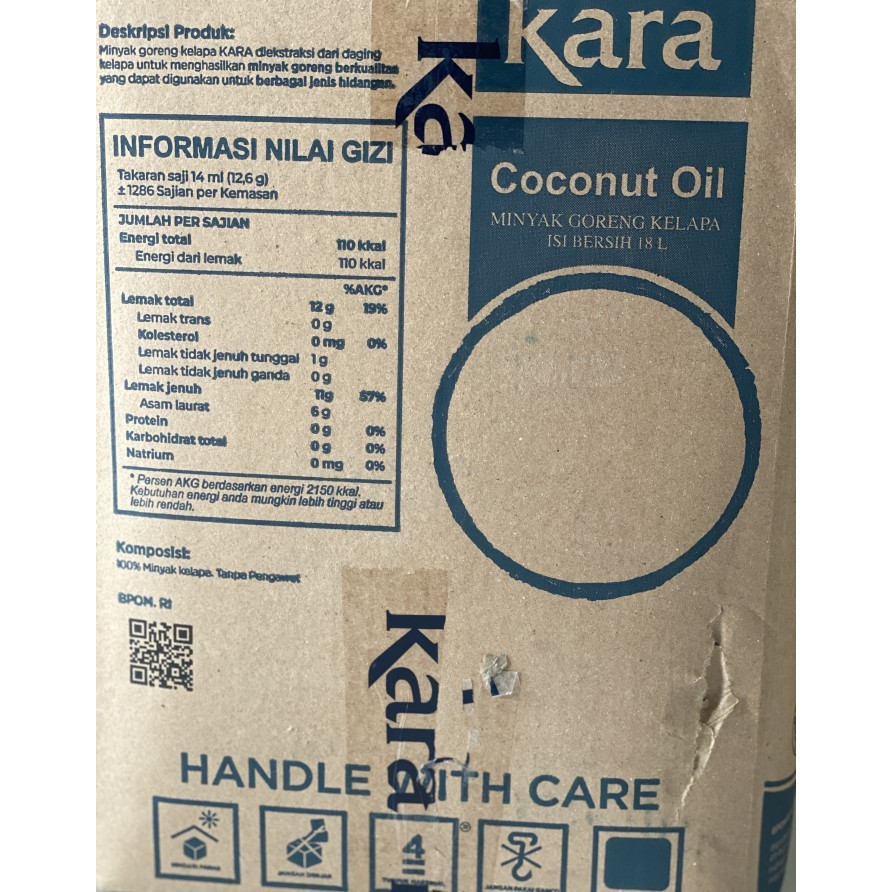 Deskripsi Produk:
Minyak goreng kelapa KARA diekstraksi dari daging
kelapa untuk menghasilkan minyak goreng berkualitas
yang dapat digunakan untuk berbagai jenis hidangan.
kara
Coconut Oil
MINYAK GORENG KELAPA
ISI BERSIH 18 L
INFORMASI NILAI GIZI
Takaran saji 14 ml (12,6 g)
±1286 Sajian per Kemasan
JUMLAH PER SAJIAN
Energi total 110 kkal
Energi dari lemak 110 kkal
%AKG*
Lemak total 12 g 19%
Lemak trans 0 g
Kolesterol 0 mg 0%
Lemak tidak jenuh tunggal 1 g
Lemak tidak jenuh ganda 0 g
Lemak jenuh 11g 57%
Asam laurat 6 g
Protein 0 g 0%
Karbohidrat total 0 g 0%
Natrium 0 mg 0%
* Persen AKG berdasarkan energi 2150 kkal.
Kebutuhan energi anda mungkin lebih tinggi atau
lebih rendah.
Komposisi:
100% Minyak kelapa. Tanpa Pengawet
BPOM. RI
Ka
kara
HANDLE WITH CARE
4
®